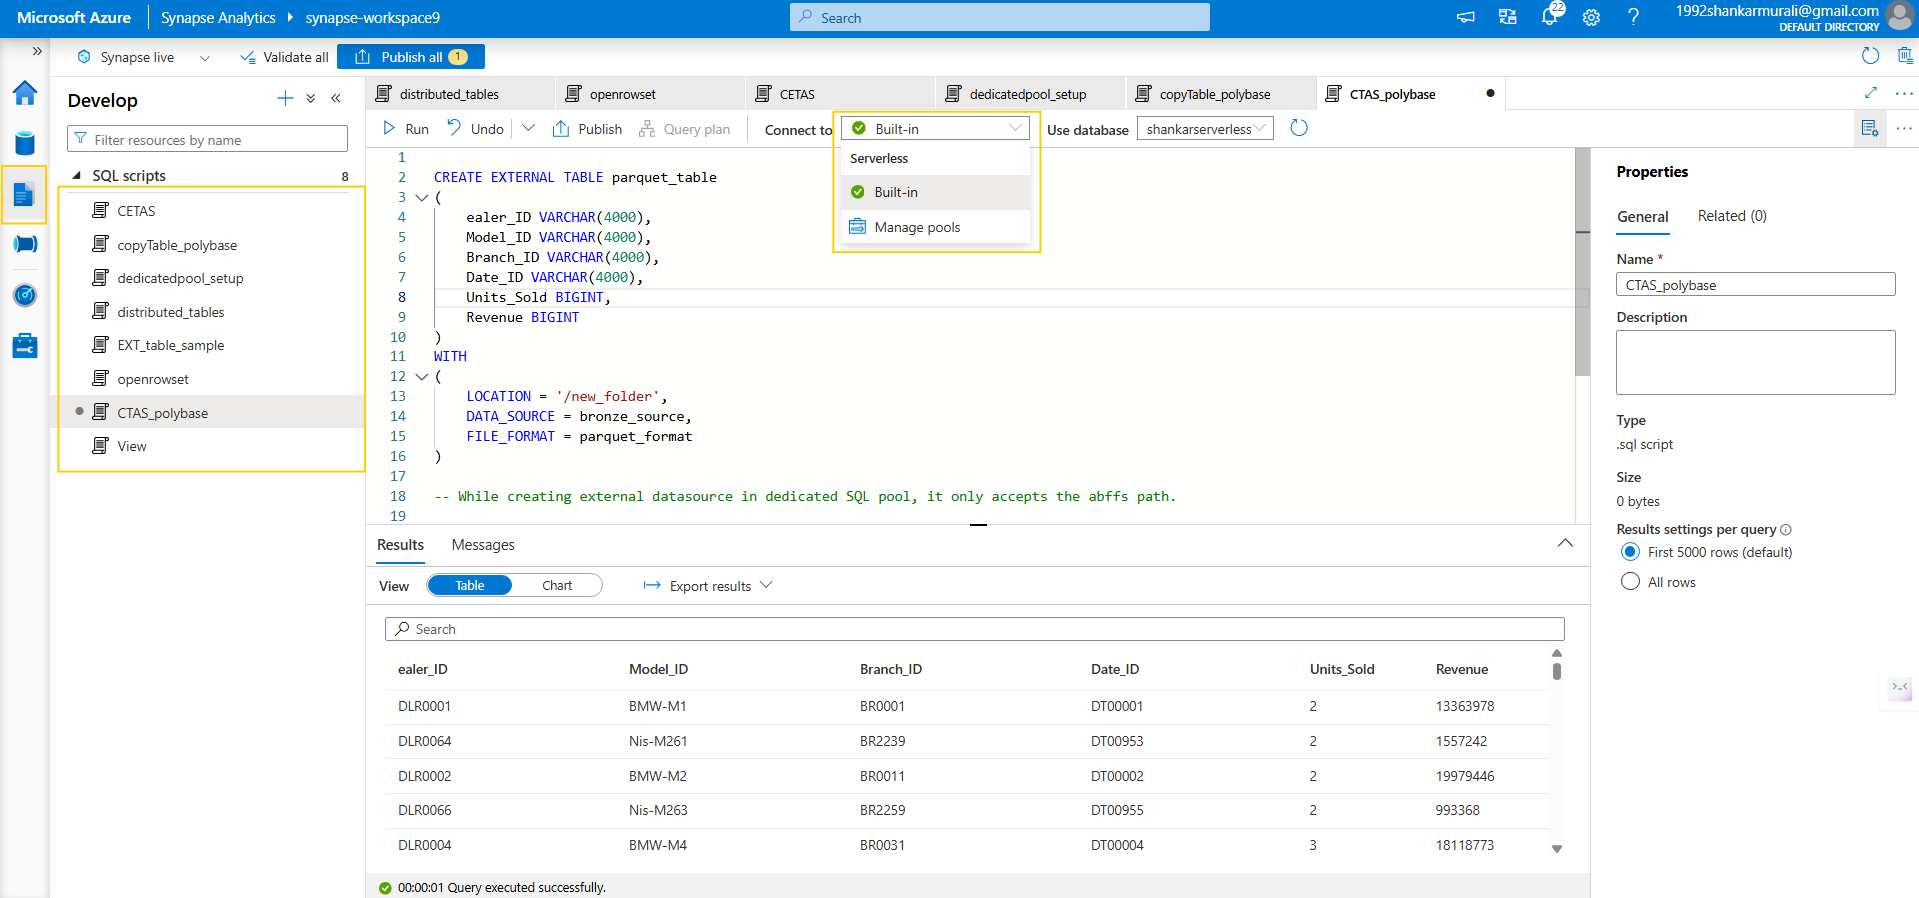 Microsoft Azure Synapse Analytics synapse-workspace9 Search 22 1992shankarmurali@gmail.com
DEFAULT DIRECTORY
Synapse live Validate all Publish all 1
Develop
Filter resources by name
SQL scripts 8
CETAS
copyTable_polybase
dedicatedpool_setup
distributed_tables
EXT_table_sample
openrowset
CTAS_polybase
View
distributed_tables openrowset CETAS dedicatedpool_setup copyTable_polybase CTAS_polybase
Run Undo Publish Query plan Connect to Built-in Use database shankarserverless
Serverless
Built-in
Manage pools
1
2 CREATE EXTERNAL TABLE parquet_table
3 (
4 ealer_ID VARCHAR(4000),
5 Model_ID VARCHAR(4000),
6 Branch_ID VARCHAR(4000),
7 Date_ID VARCHAR(4000),
8 Units_Sold BIGINT,
9 Revenue BIGINT
10 )
11 WITH
12 (
13 LOCATION = '/new_folder',
14 DATA_SOURCE = bronze_source,
15 FILE_FORMAT = parquet_format
16 )
17
18 -- While creating external datasource in dedicated SQL pool, it only accepts the abffs path.
19
Results Messages
View Table Chart Export results
Search
ealer_ID Model_ID Branch_ID Date_ID Units_Sold Revenue
DLR0001 BMW-M1 BR0001 DT00001 2 13363978
DLR0064 Nis-M261 BR2239 DT00953 2 1557242
DLR0002 BMW-M2 BR0011 DT00002 2 19979446
DLR0066 Nis-M263 BR2259 DT00955 2 993368
DLR0004 BMW-M4 BR0031 DT00004 3 18118773
00:00:01 Query executed successfully.
Properties
General Related (0)
Name *
CTAS_polybase
Description
Type
.sql script
Size
0 bytes
Results settings per query
First 5000 rows (default)
All rows